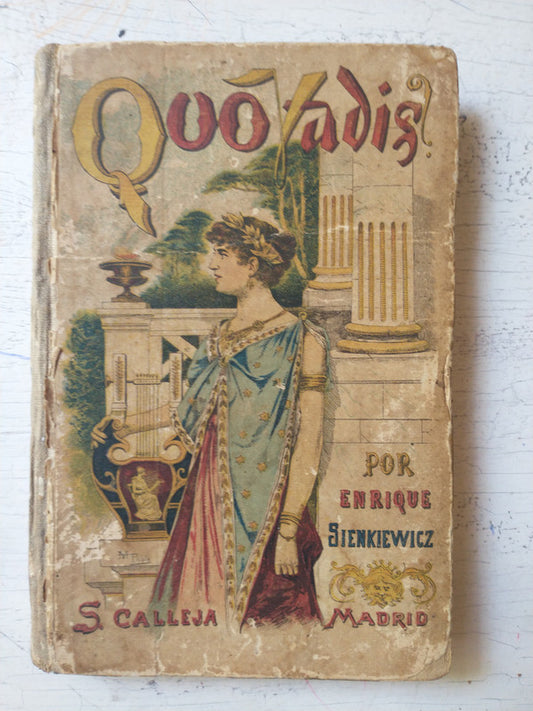 Quo Vadis?
POR
ENRIQUE
SIENKIEWICZ
S. CALLEJA MADRID